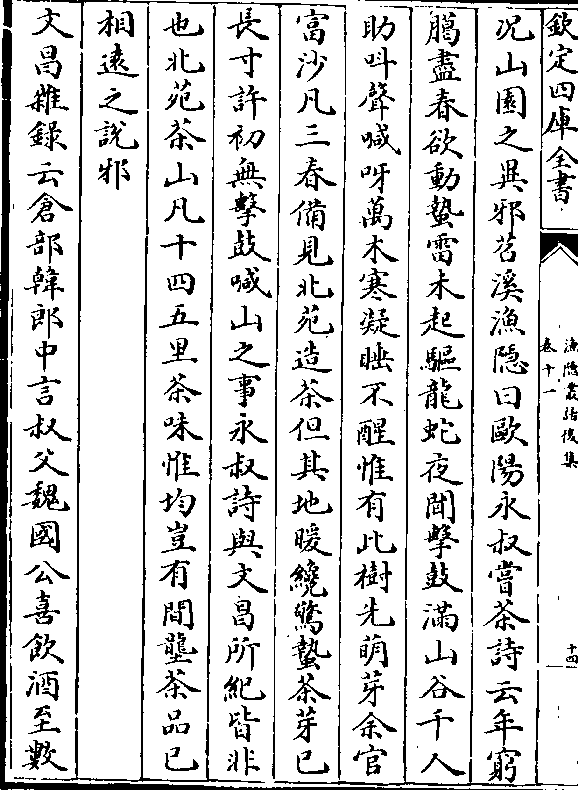 欽定四庫全書
漁隱叢話後集
卷十一
十四
况山園之異邪苕溪漁隱曰歐陽永叔嘗茶詩云年窮
臈盡春欲動蟄雷未起驅龍蛇夜間擊鼓滿山谷千人
助叫聲喊呀萬木寒凝睡不醒惟有此樹先萌芽余官
富沙凡三春備見北苑造茶但其地暖纔驚蟄茶芽已
長寸許初無擊鼓喊山之事永叔詩與文昌所紀皆非
也北苑茶山凡十四五里茶味惟均豈有間壟茶品已
相遠之說邪
文昌雜錄云倉部韓郎中言叔父魏國公喜飲酒至數